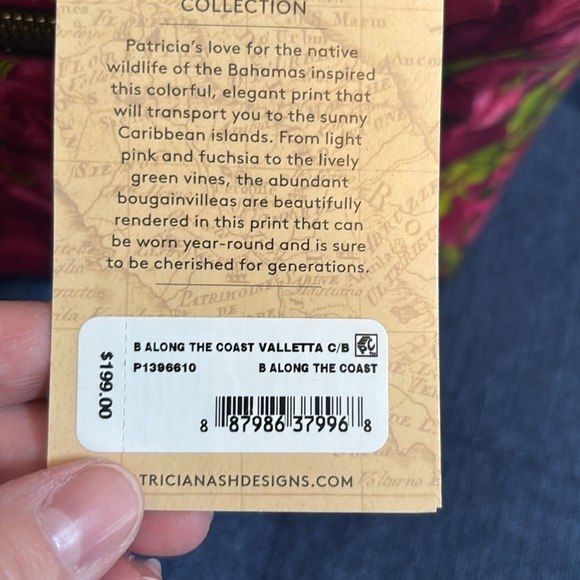 COLLECTION
Patricia's love for the native
wildlife of the Bahamas inspired
this colorful, elegant print that
will transport you to the sunny
Caribbean islands. From light
pink and fuchsia to the lively
green vines, the abundant
bougainvilleas are beautifully
rendered in this print that can
be worn year-round and is sure
to be cherished for generations.
$199.00
B ALONG THE COAST VALLETTA C/B
P1396610 B ALONG THE COAST
8 87986 37996 8
TRICIANASHDESIGNS.COM